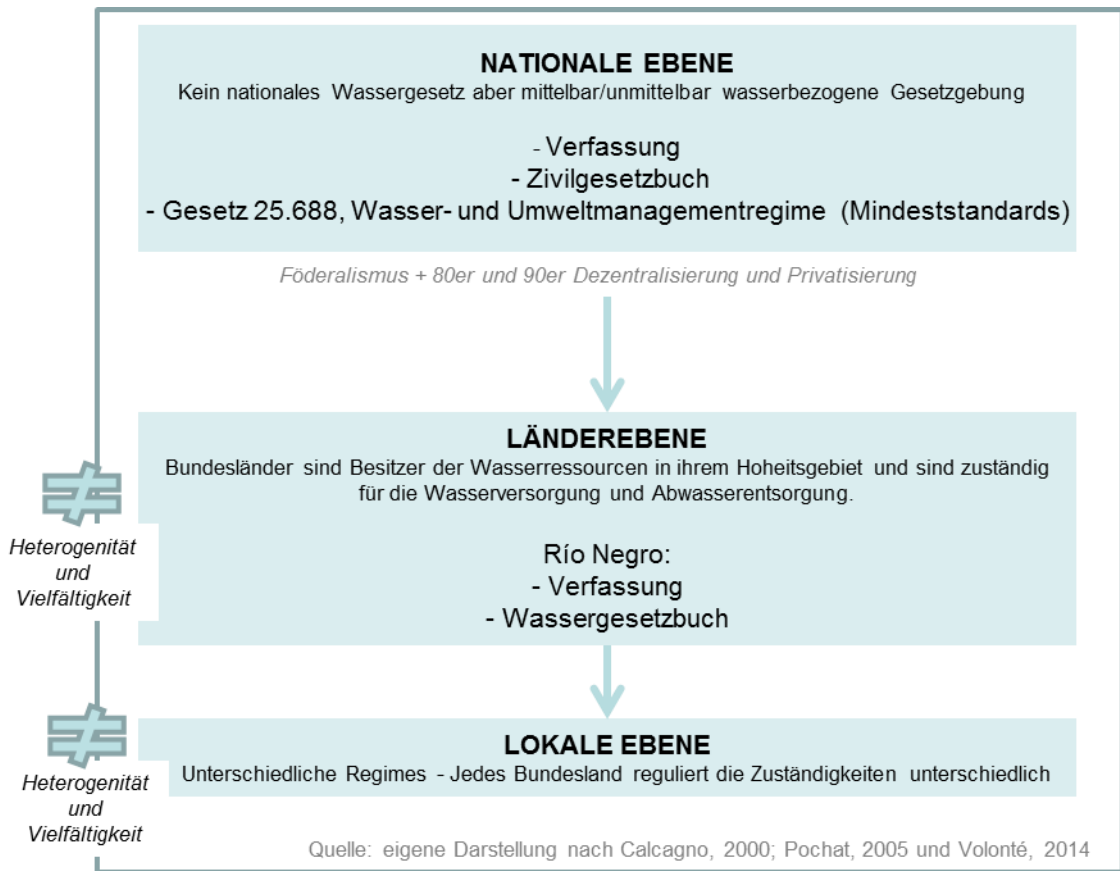 NATIONALE EBENE
Kein nationales Wassergesetz aber mittelbar/unmittelbar wasserbezogene Gesetzgebung
- Verfassung
- Zivilgesetzbuch
- Gesetz 25.688, Wasser- und Umweltmanagementregime (Mindeststandards)
Föderalismus + 80er und 90er Dezentralisierung und Privatisierung
LÄNDEREBENE
Bundesländer sind Besitzer der Wasserressourcen in ihrem Hoheitsgebiet und sind zuständig
für die Wasserversorgung und Abwasserentsorgung.
Río Negro:
- Verfassung
- Wassergesetzbuch
Heterogenität
und
Vielfältigkeit
LOKALE EBENE
Unterschiedliche Regimes - Jedes Bundesland reguliert die Zuständigkeiten unterschiedlich
Heterogenität
und
Vielfältigkeit
Quelle: eigene Darstellung nach Calcagno, 2000; Pochat, 2005 und Volonté, 2014